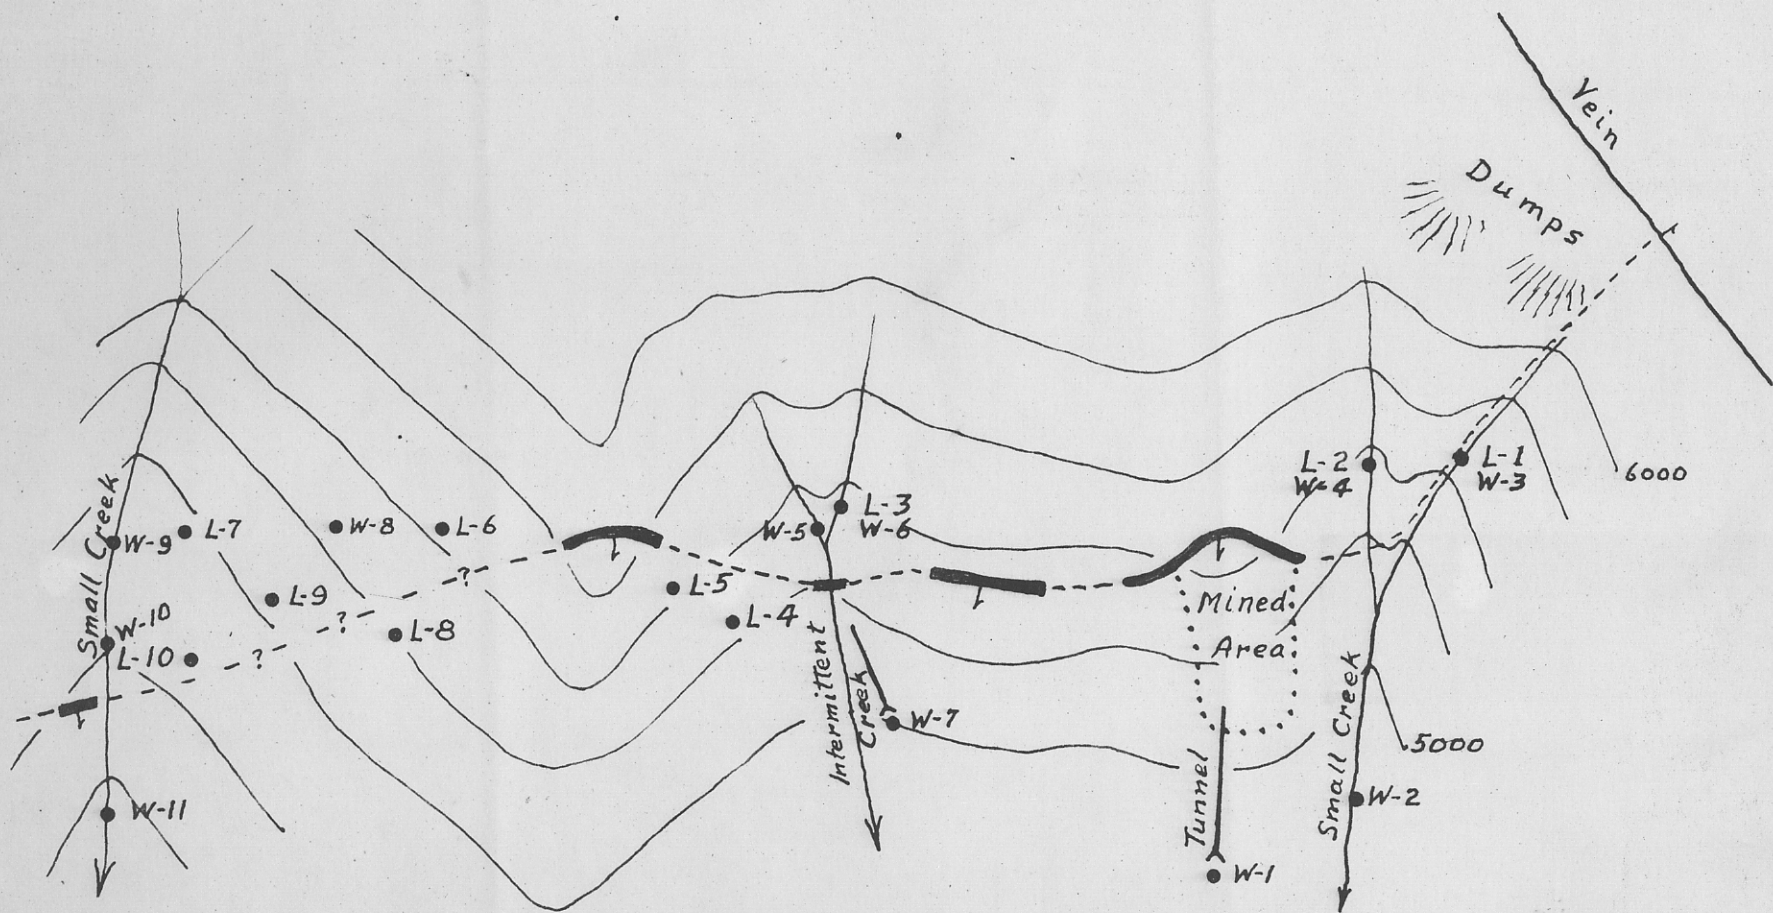 Vein
Dumps
6000
L-1
W-3
L-2
W-4
L-3
W-6
W-5
L-6
W-8
L-7
W-9
Small Creek
L-9
L-5
L-4
L-8
W-10
L-10
?
?
?
Mined
Area
Intermittent
Creek
W-7
Tunnel
Small Creek
5000
W-2
W-11
W-1